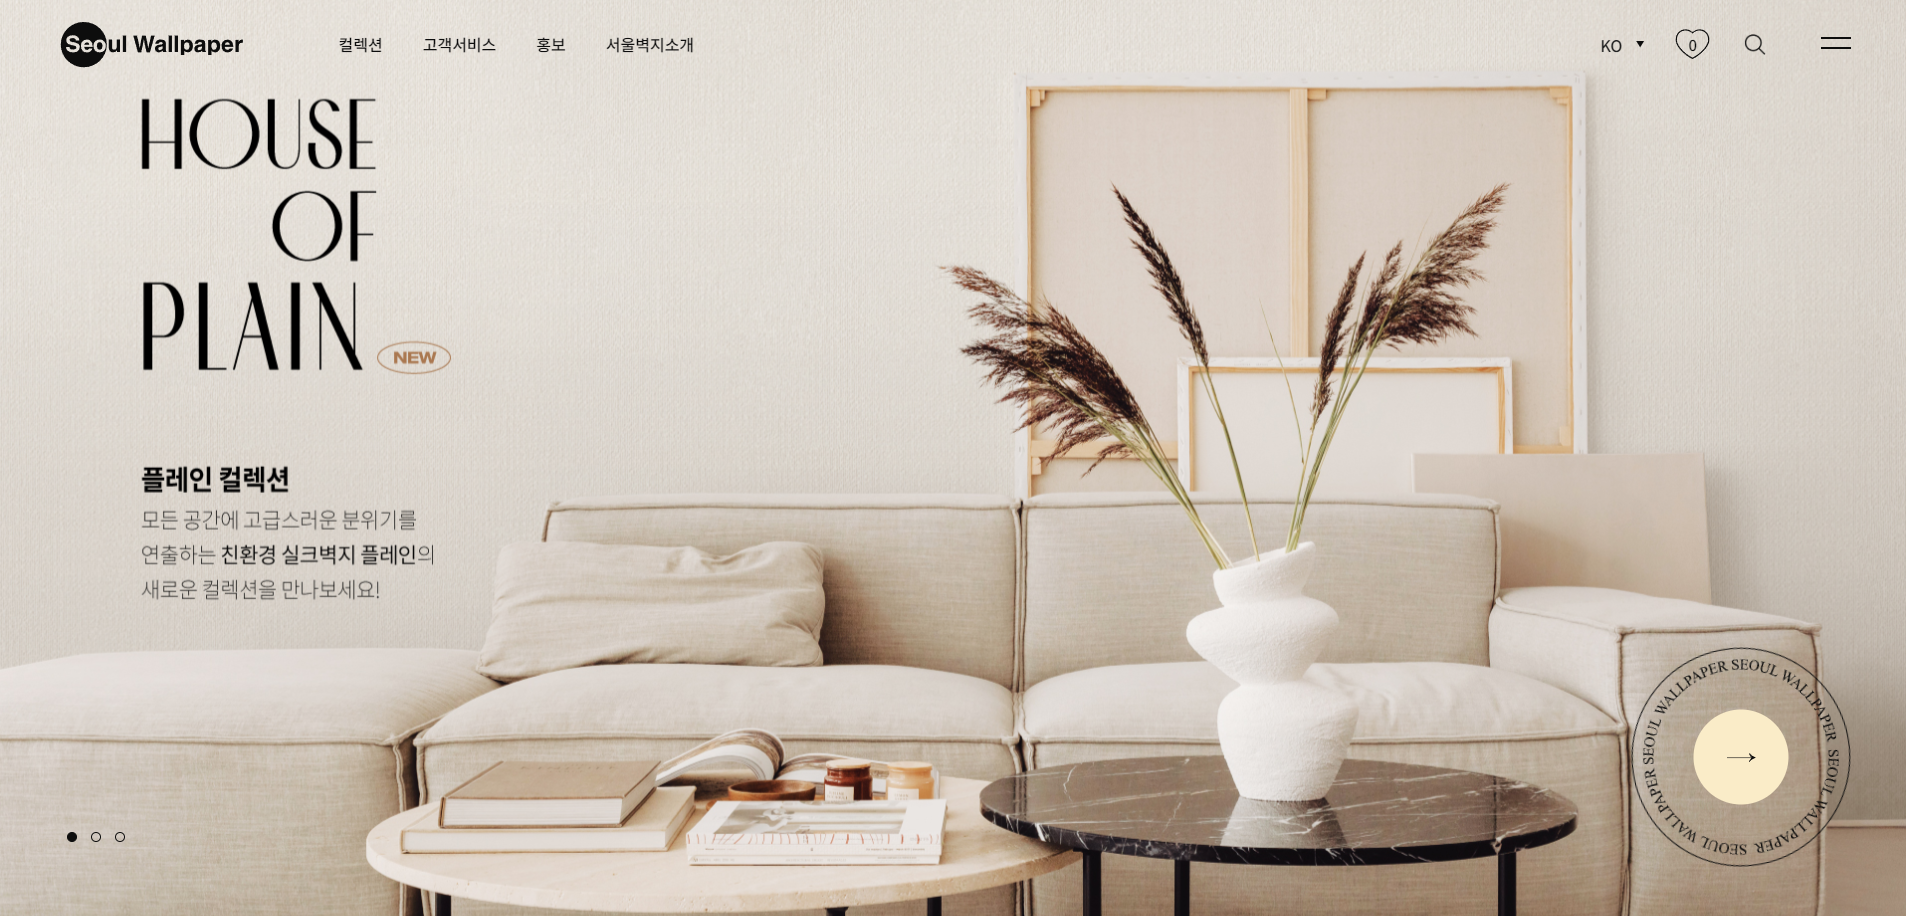 Seoul Wallpaper
컬렉션
고객서비스
홍보
서울벽지소개
KO
0
HOUSE
OF
PLAIN
NEW
플레인 컬렉션
모든 공간에 고급스러운 분위기를
연출하는 친환경 실크벽지 플레인의
새로운 컬렉션을 만나보세요!
SEOUL WALLPAPER SEOUL WALLPAPER SEOUL WALLPAPER SEOUL WALLPAPER